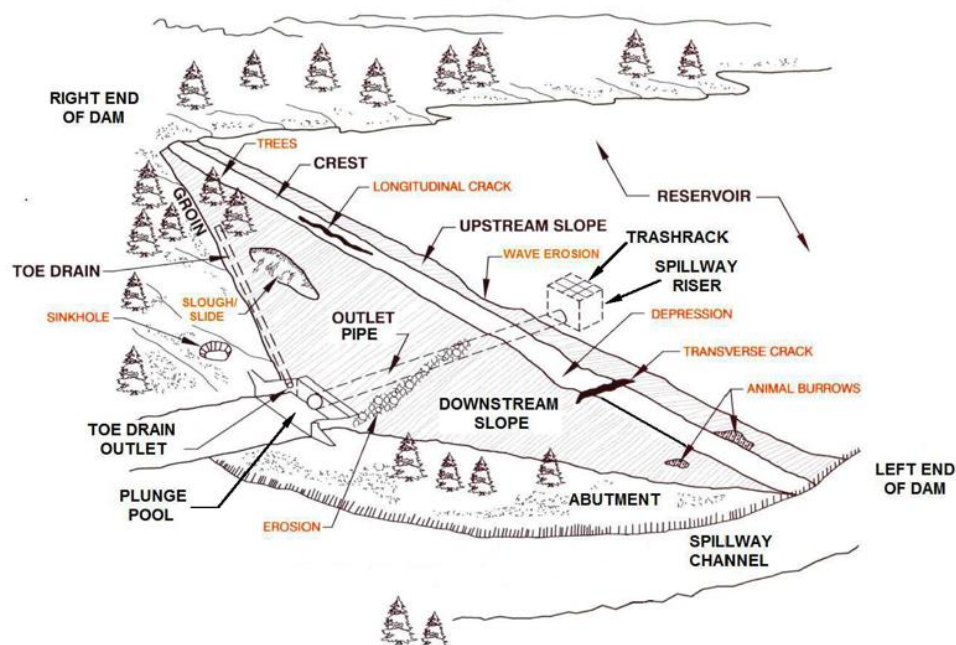 RIGHT END
OF DAM
TREES
CREST
LONGITUDINAL CRACK
RESERVOIR
GROIN
UPSTREAM SLOPE
TRASHRACK
WAVE EROSION
SPILLWAY
RISER
TOE DRAIN
SLOUGH/
SLIDE
SINKHOLE
OUTLET
PIPE
DEPRESSION
TRANSVERSE CRACK
ANIMAL BURROWS
DOWNSTREAM
SLOPE
TOE DRAIN
OUTLET
LEFT END
OF DAM
PLUNGE
POOL
ABUTMENT
EROSION
SPILLWAY
CHANNEL